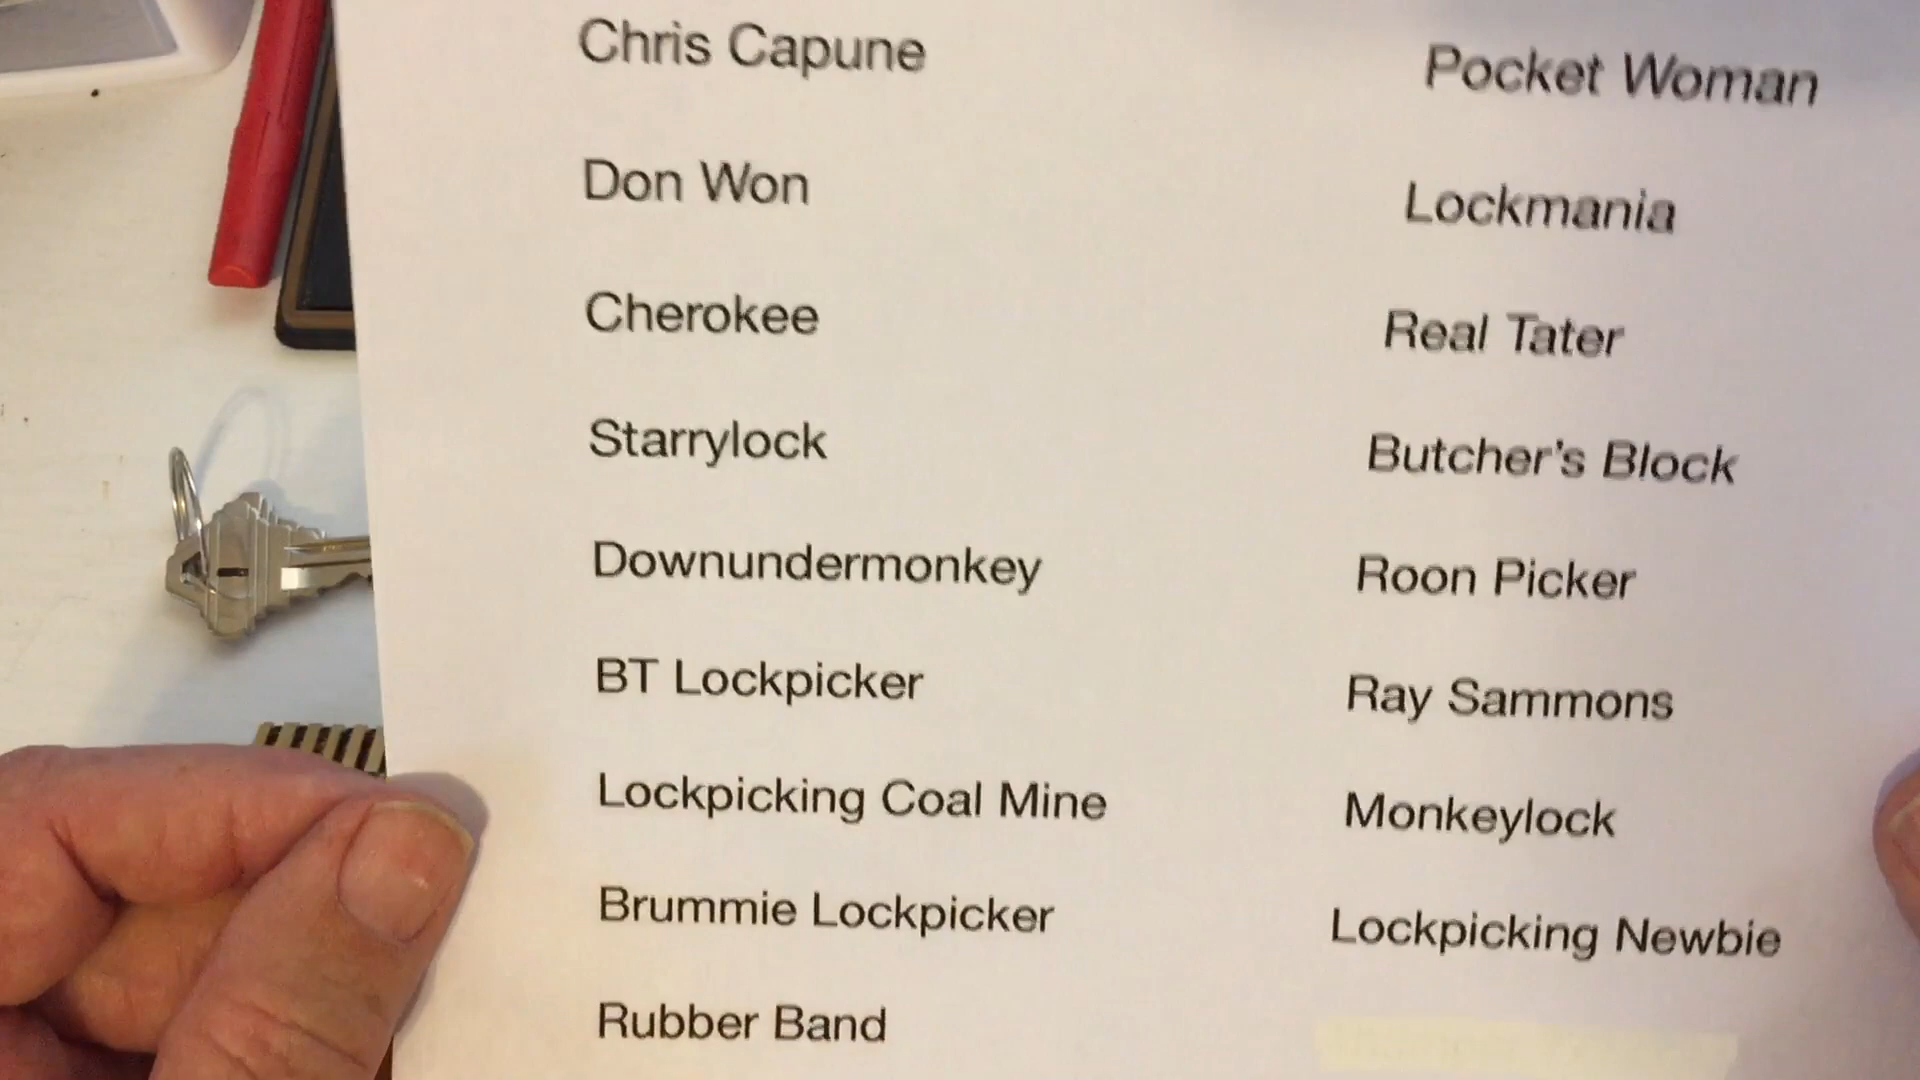 Chris Capune
Don Won
Cherokee
Starrylock
Downundermonkey
BT Lockpicker
Lockpicking Coal Mine
Brummie Lockpicker
Rubber Band
Pocket Woman
Lockmania
Real Tater
Butcher's Block
Roon Picker
Ray Sammons
Monkeylock
Lockpicking Newbie